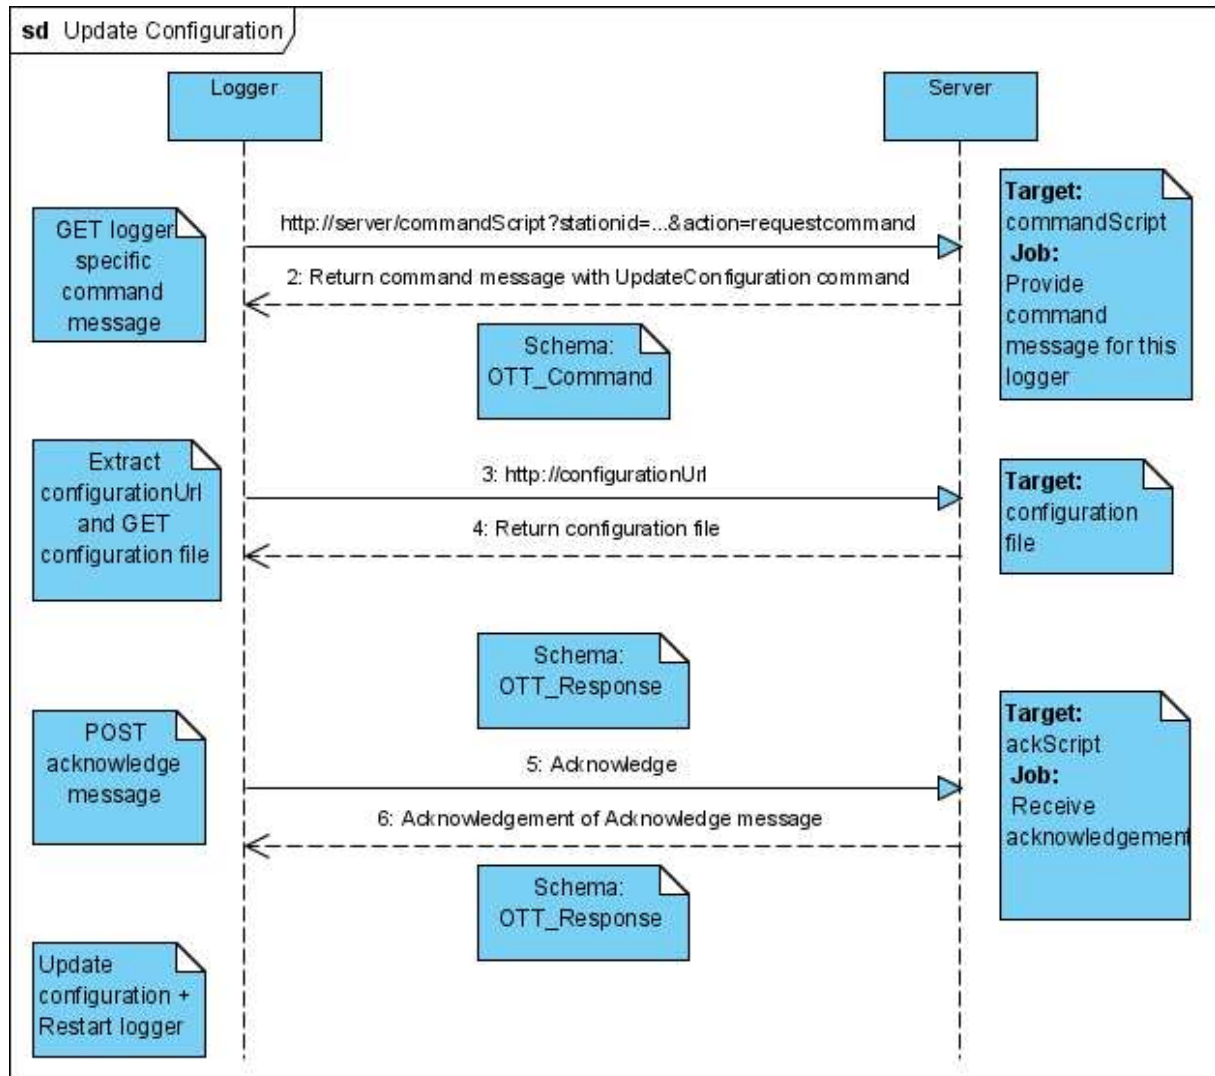 sd Update Configuration
Logger
Server
GET logger
specific
command
message
http://server/commandScript?stationid=...&action=requestcommand
2: Return command message with UpdateConfiguration command
Target:
commandScript
Job:
Provide
command
message for this
logger
Schema:
OTT_Command
Extract
configurationUrl
and GET
configuration file
3: http://configurationUrl
4: Return configuration file
Target:
configuration
file
Schema:
OTT_Response
POST
acknowledge
message
5: Acknowledge
6: Acknowledgement of Acknowledge message
Target:
ackScript
Job:
Receive
acknowledgement
Schema:
OTT_Response
Update
configuration +
Restart logger